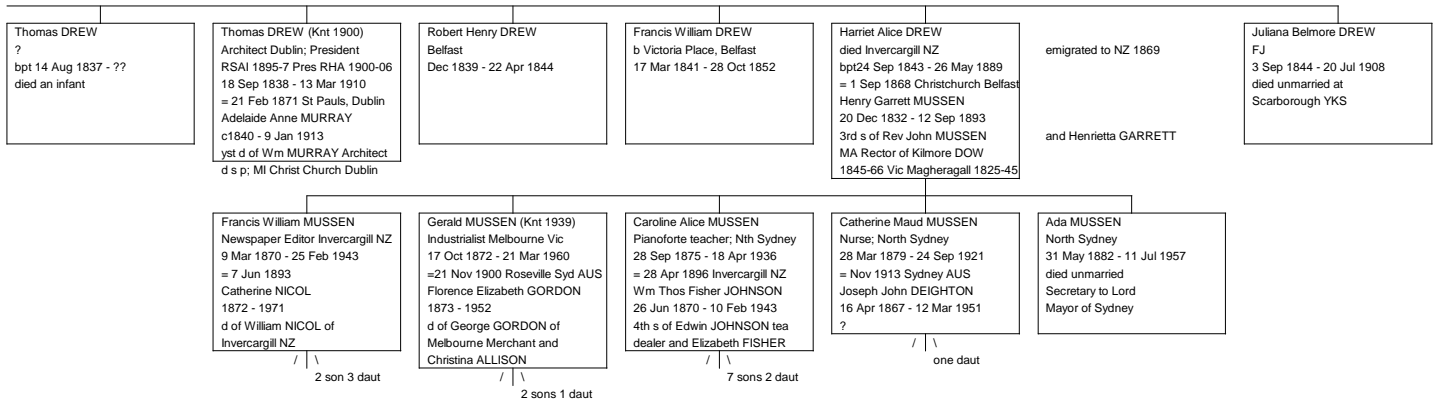 Thomas DREW
?
bpt 14 Aug 1837 - ??
died an infant
Thomas DREW (Knt 1900)
Architect Dublin; President
RSAI 1895-7 Pres RHA 1900-06
18 Sep 1838 - 13 Mar 1910
= 21 Feb 1871 St Pauls, Dublin
Adelaide Anne MURRAY
c1840 - 9 Jan 1913
yst d of Wm MURRAY Architect
d s p; MI Christ Church Dublin
Robert Henry DREW
Belfast
Dec 1839 - 22 Apr 1844
Francis William DREW
b Victoria Place, Belfast
17 Mar 1841 - 28 Oct 1852
Harriet Alice DREW
died Invercargill NZ
bpt24 Sep 1843 - 26 May 1889
= 1 Sep 1868 Christchurch Belfast
Henry Garrett MUSSEN
20 Dec 1832 - 12 Sep 1893
3rd s of Rev John MUSSEN
MA Rector of Kilmore DOW
1845-66 Vic Magheragall 1825-45
emigrated to NZ 1869
and Henrietta GARRETT
Juliana Belmore DREW
FJ
3 Sep 1844 - 20 Jul 1908
died unmarried at
Scarborough YKS
Francis William MUSSEN
Newspaper Editor Invercargill NZ
9 Mar 1870 - 25 Feb 1943
= 7 Jun 1893
Catherine NICOL
1872 - 1971
d of William NICOL of
Invercargill NZ
/ \
2 son 3 daut
Gerald MUSSEN (Knt 1939)
Industrialist Melbourne Vic
17 Oct 1872 - 21 Mar 1960
=21 Nov 1900 Roseville Syd AUS
Florence Elizabeth GORDON
1873 - 1952
d of George GORDON of
Melbourne Merchant and
Christina ALLISON
/ \
2 sons 1 daut
Caroline Alice MUSSEN
Pianoforte teacher; Nth Sydney
28 Sep 1875 - 18 Apr 1936
= 28 Apr 1896 Invercargill NZ
Wm Thos Fisher JOHNSON
26 Jun 1870 - 10 Feb 1943
4th s of Edwin JOHNSON tea
dealer and Elizabeth FISHER
/ \
7 sons 2 daut
Catherine Maud MUSSEN
Nurse; North Sydney
28 Mar 1879 - 24 Sep 1921
= Nov 1913 Sydney AUS
Joseph John DEIGHTON
16 Apr 1867 - 12 Mar 1951
?
/ \
one daut
Ada MUSSEN
North Sydney
31 May 1882 - 11 Jul 1957
died unmarried
Secretary to Lord
Mayor of Sydney